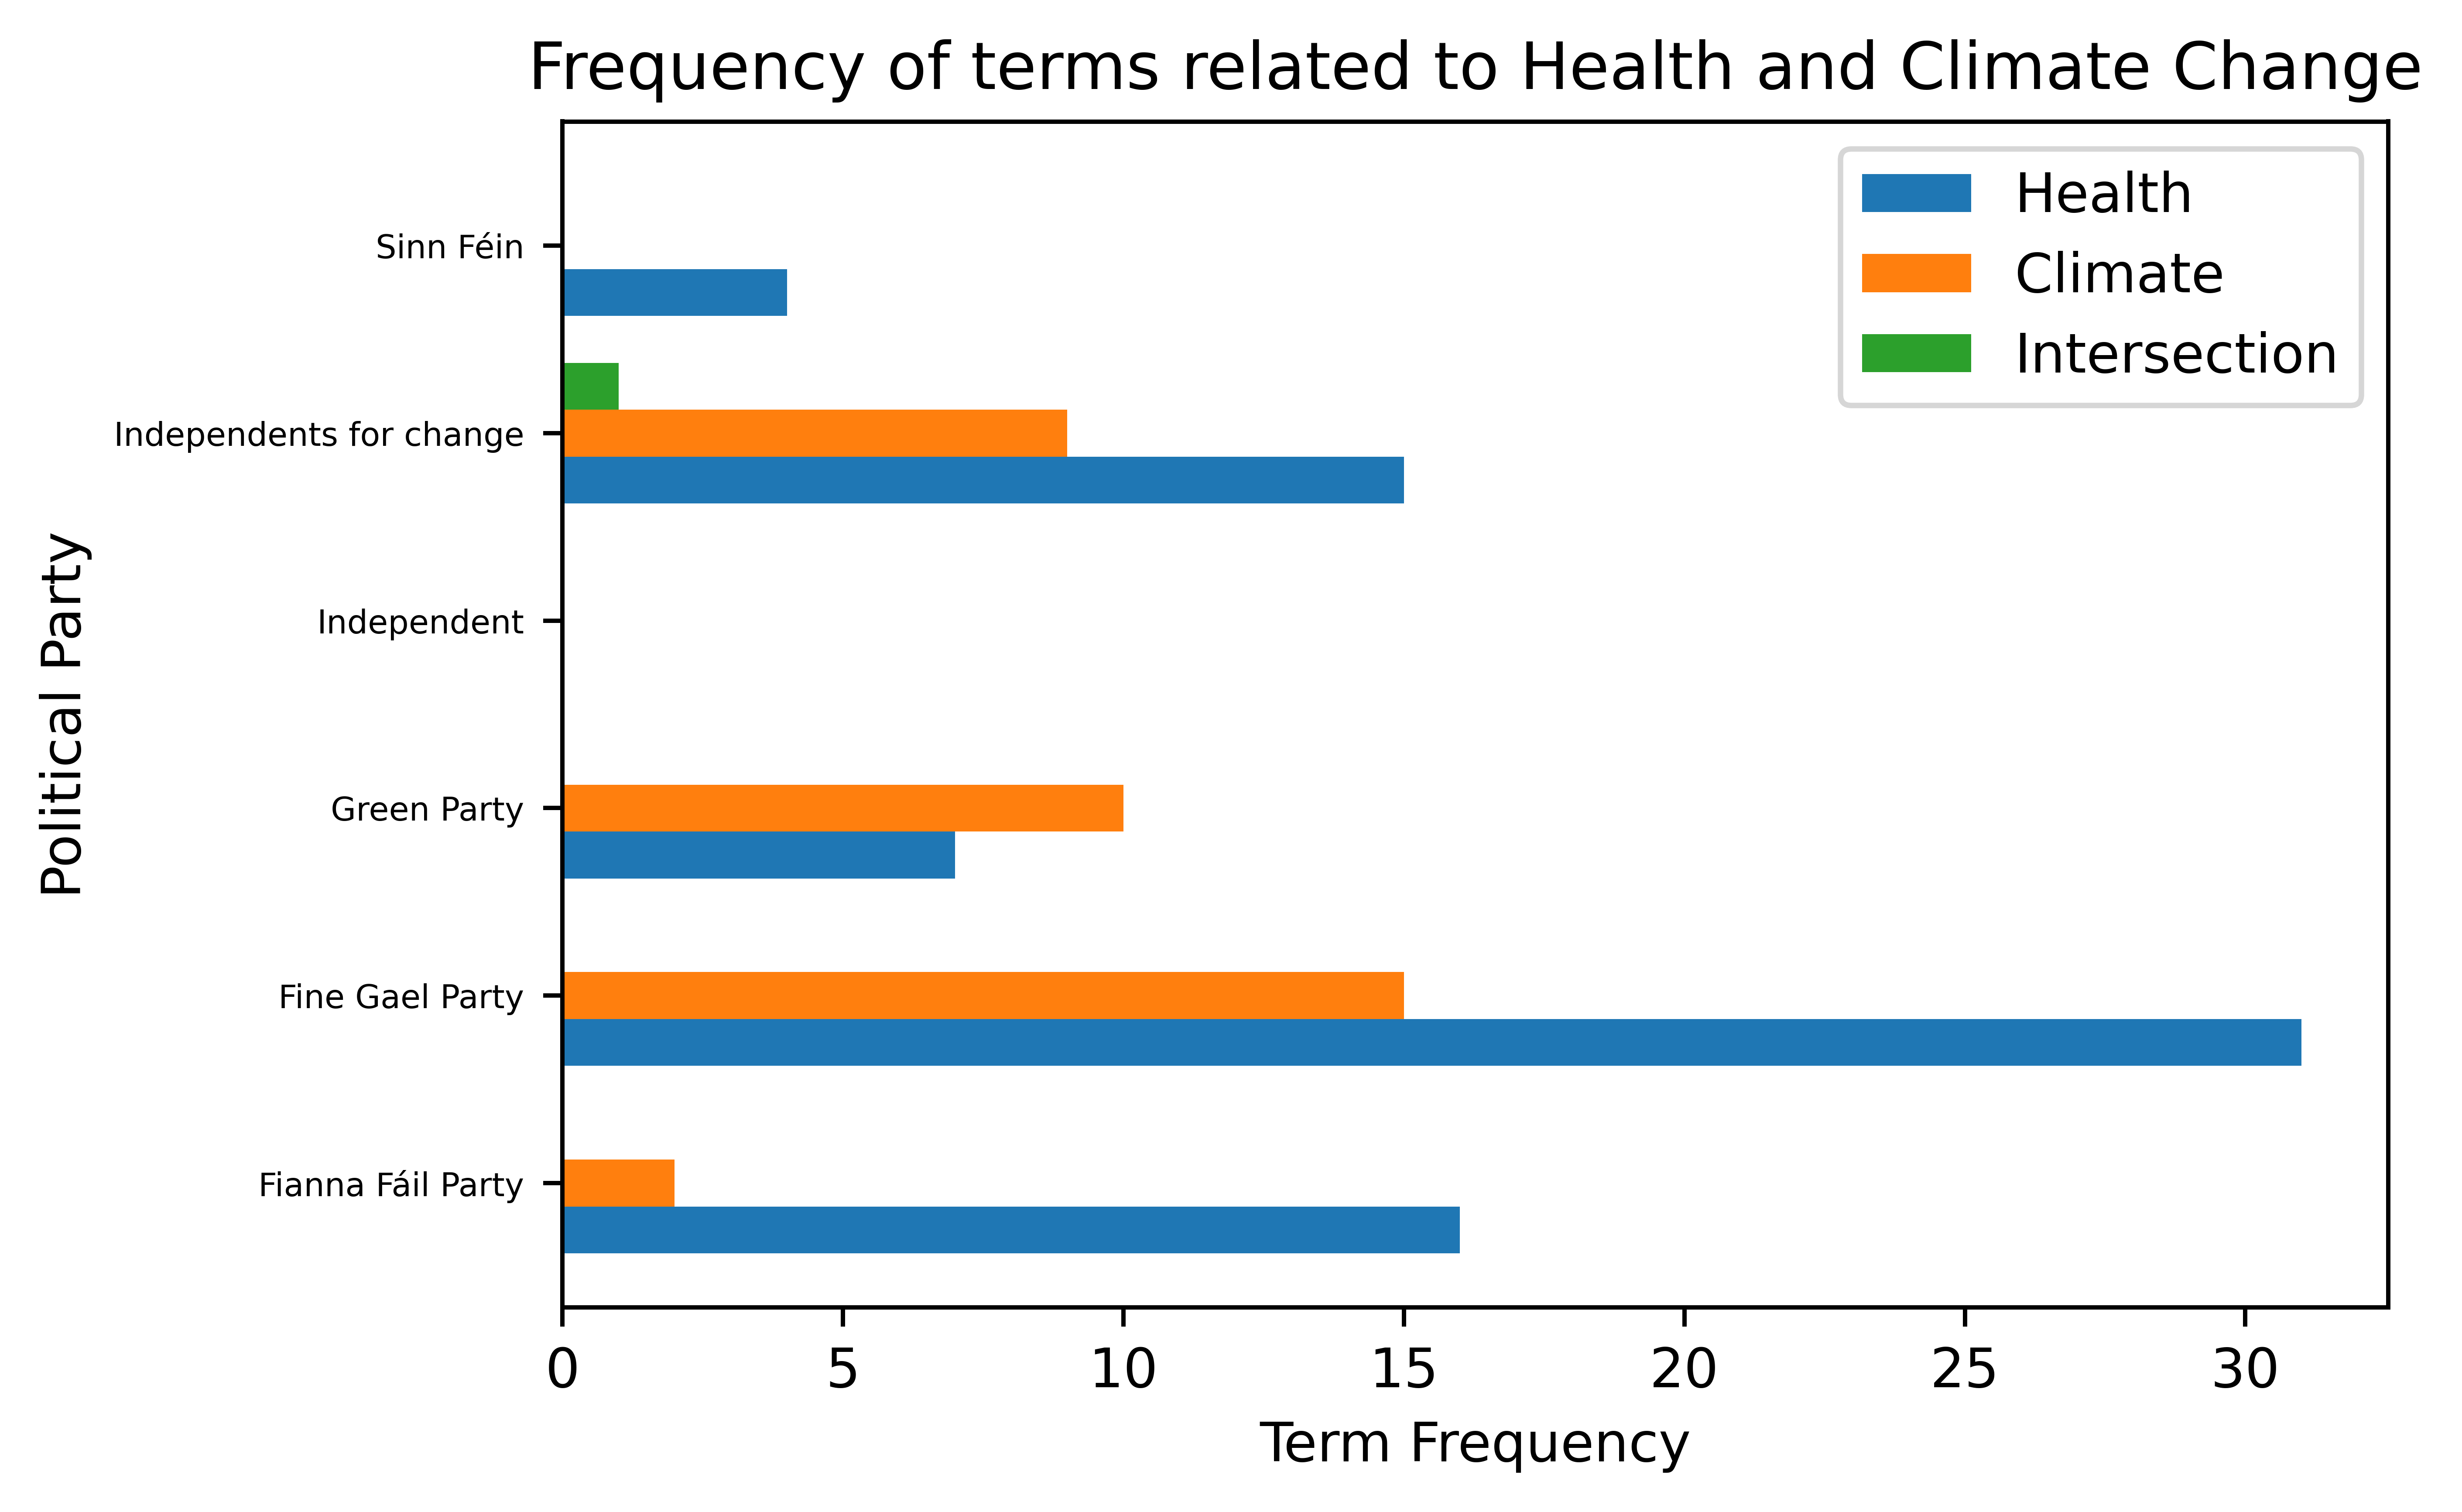 Frequency of terms related to Health and Climate Change
Health
Climate
Intersection
Political Party
Sinn Féin
Independents for change
Independent
Green Party
Fine Gael Party
Fianna Fáil Party
0 5 10 15 20 25 30
Term Frequency